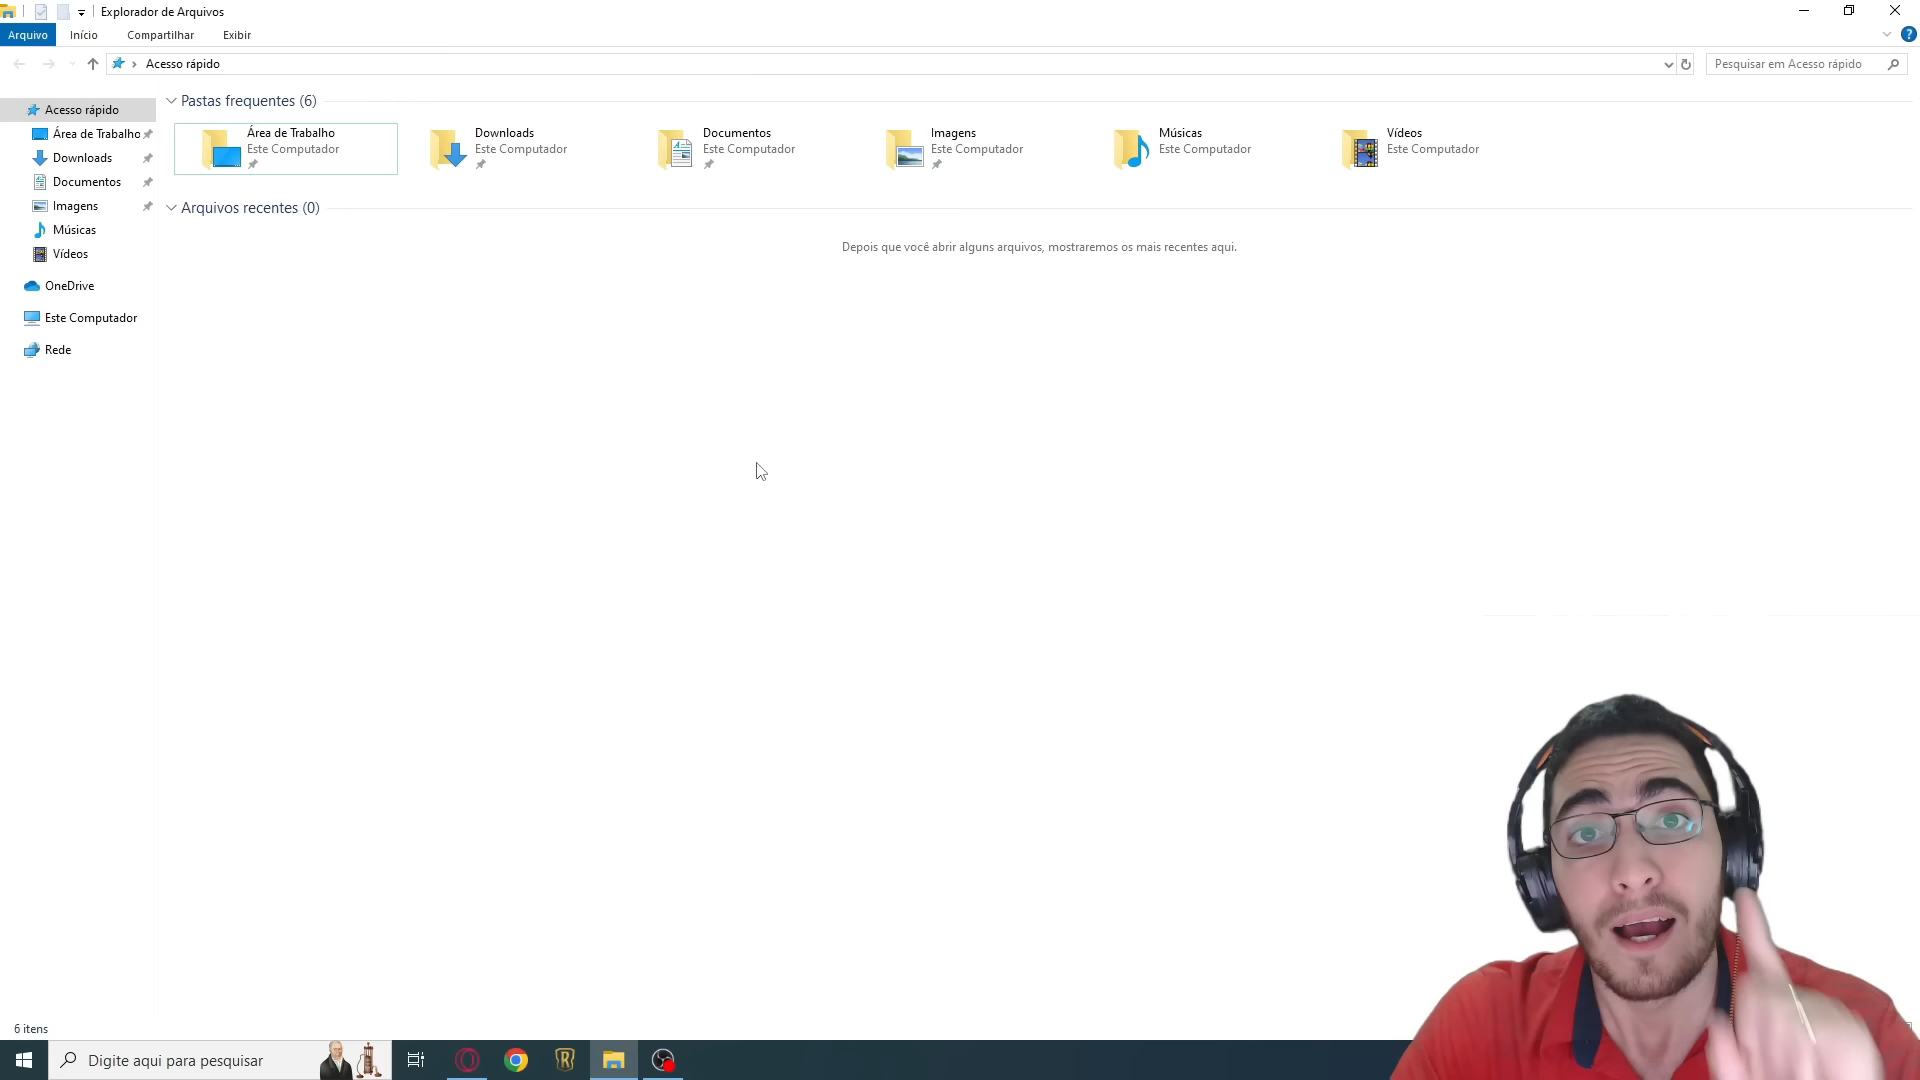 Explorador de Arquivos
Arquivo
Início
Compartilhar
Exibir
?
Acesso rápido
Pesquisar em Acesso rápido
Acesso rápido
Área de Trabalho
Downloads
Documentos
Imagens
Músicas
Vídeos
OneDrive
Este Computador
Rede
Pastas frequentes (6)
Área de Trabalho
Este Computador
Downloads
Este Computador
Documentos
Este Computador
Imagens
Este Computador
Músicas
Este Computador
Vídeos
Este Computador
Arquivos recentes (0)
Depois que você abrir alguns arquivos, mostraremos os mais recentes aqui.
6 itens
Digite aqui para pesquisar
R